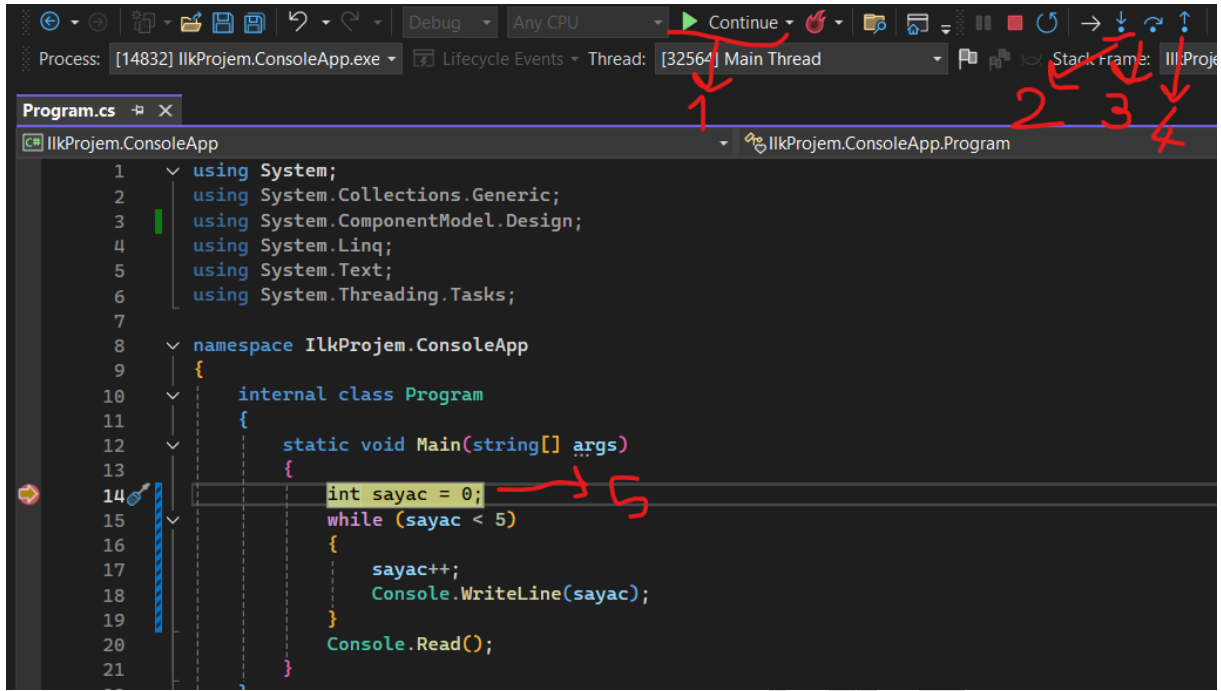 Debug Any CPU Continue
Process: [14832] IlkProjem.ConsoleApp.exe Lifecycle Events Thread: [32564] Main Thread Stack Frame: IlkProje
1 2 3 4
Program.cs
C# IlkProjem.ConsoleApp IlkProjem.ConsoleApp.Program
1 using System;
2 using System.Collections.Generic;
3 using System.ComponentModel.Design;
4 using System.Linq;
5 using System.Text;
6 using System.Threading.Tasks;
7
8 namespace IlkProjem.ConsoleApp
9 {
10 internal class Program
11 {
12 static void Main(string[] args)
13 {
14 int sayac = 0; 5
15 while (sayac < 5)
16 {
17 sayac++;
18 Console.WriteLine(sayac);
19 }
20 Console.Read();
21 }